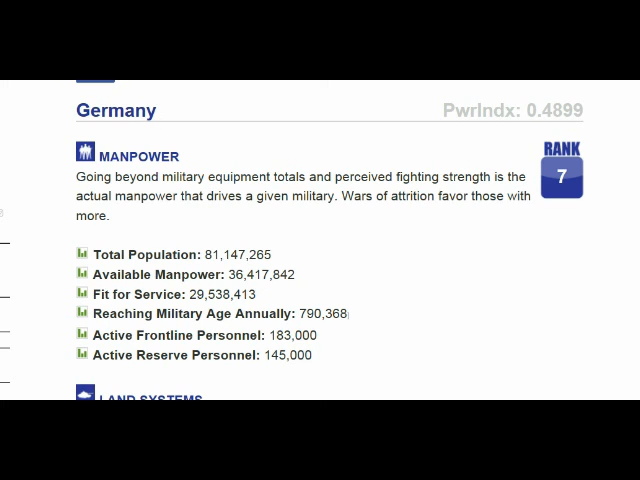 Germany
PwrIndx: 0.4899
MANPOWER
RANK
7
Going beyond military equipment totals and perceived fighting strength is the
actual manpower that drives a given military. Wars of attrition favor those with
more.
Total Population: 81,147,265
Available Manpower: 36,417,842
Fit for Service: 29,538,413
Reaching Military Age Annually: 790,368
Active Frontline Personnel: 183,000
Active Reserve Personnel: 145,000
LAND SYSTEMS